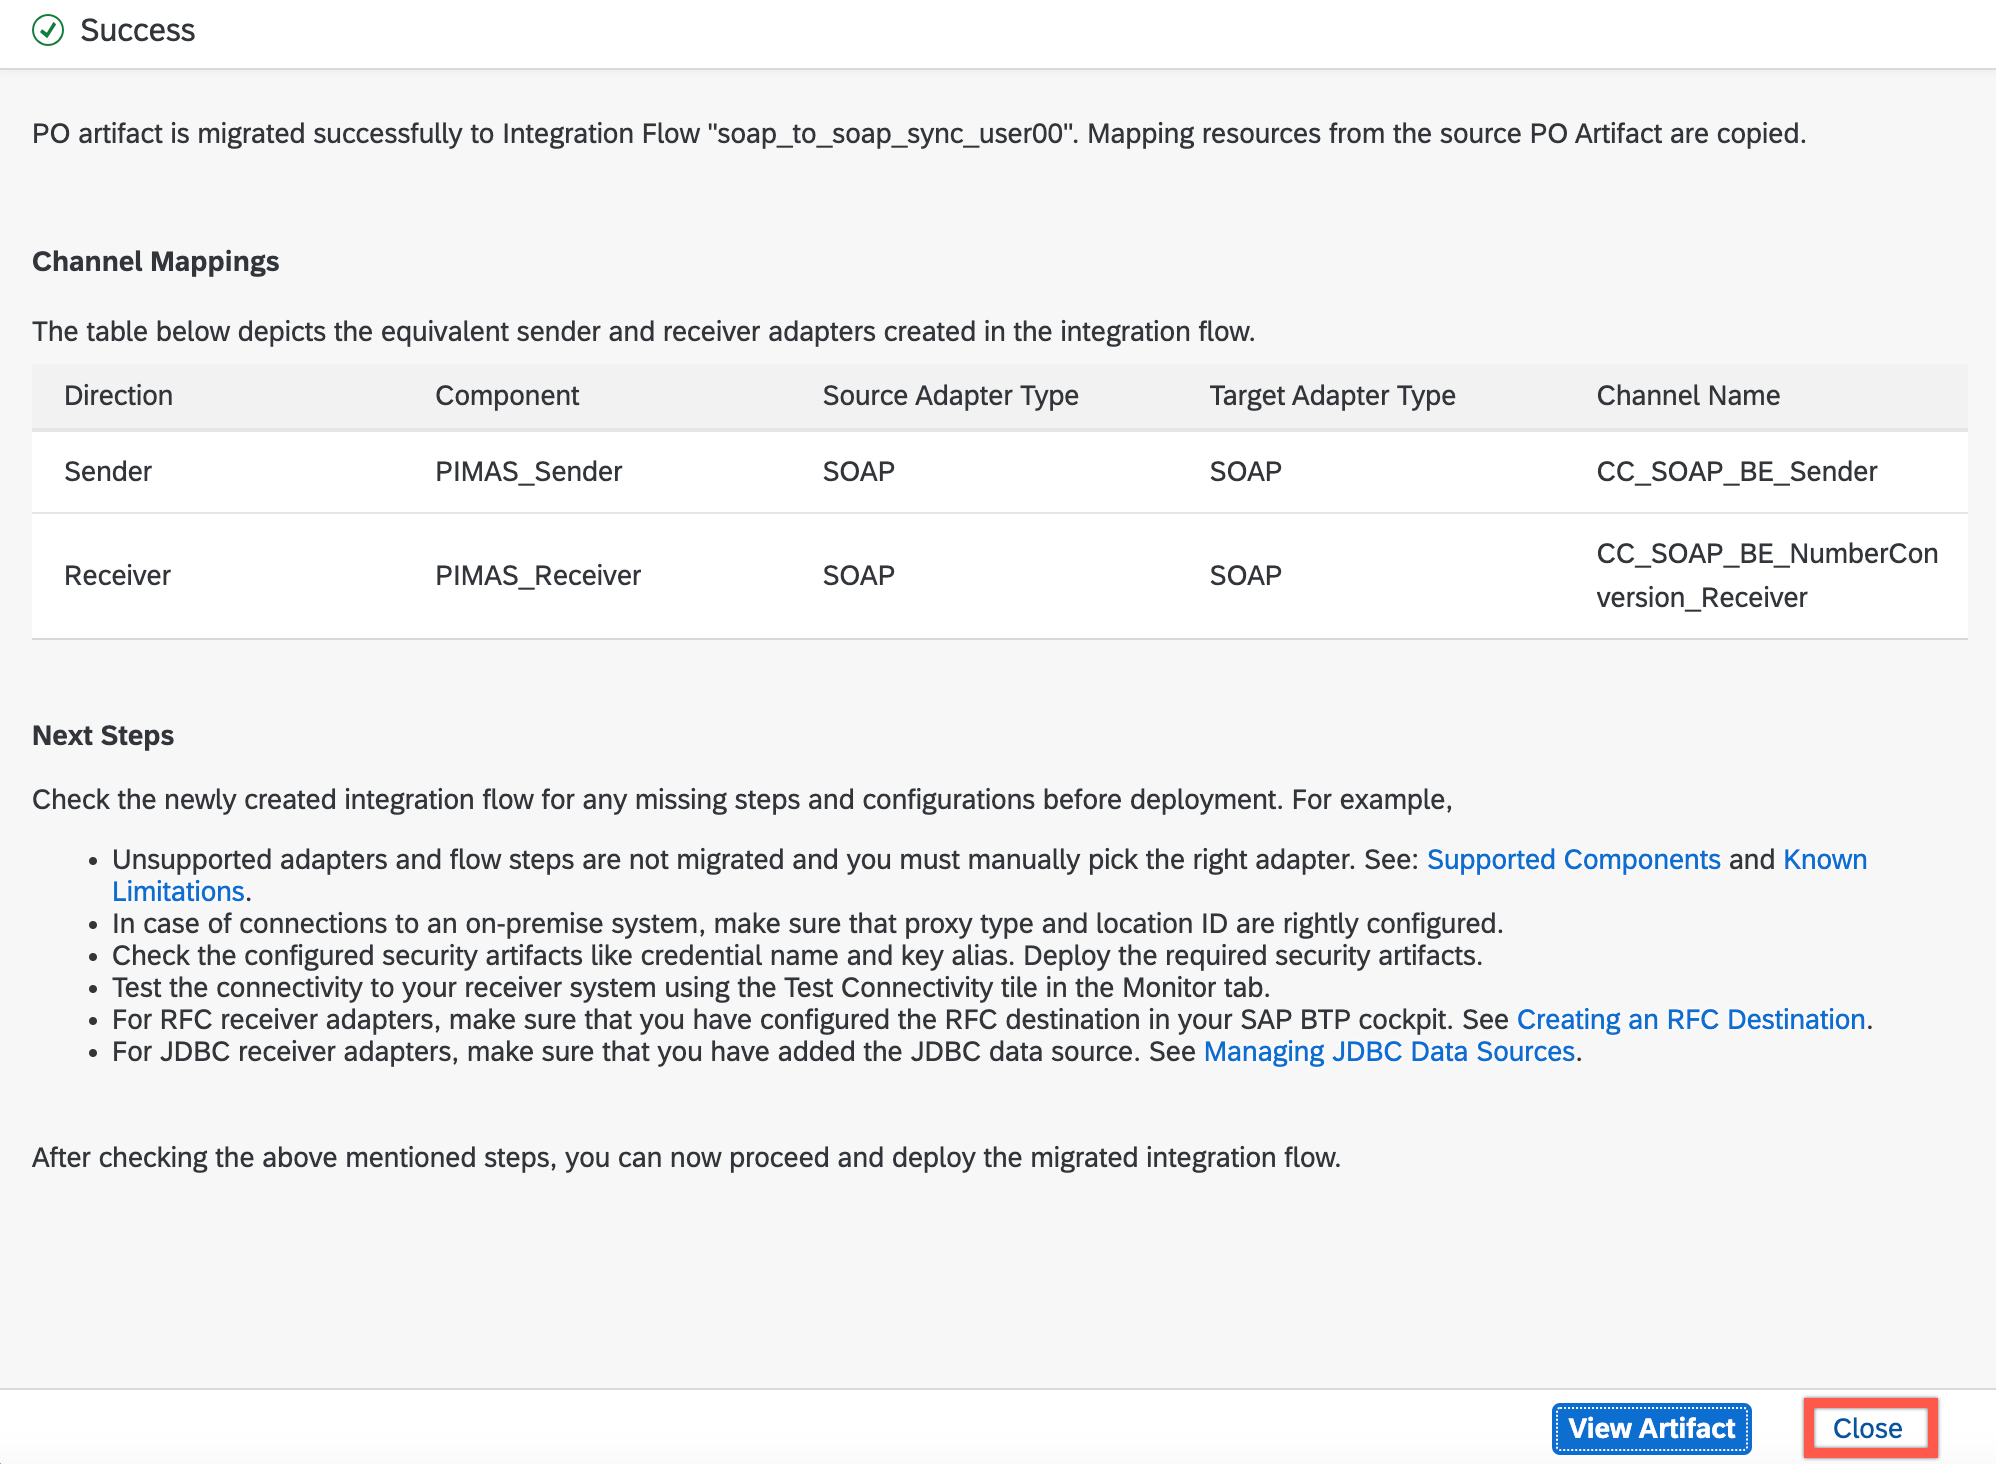 Success
PO artifact is migrated successfully to Integration Flow "soap_to_soap_sync_user00". Mapping resources from the source PO Artifact are copied.
Channel Mappings
The table below depicts the equivalent sender and receiver adapters created in the integration flow.
Direction Component Source Adapter Type Target Adapter Type Channel Name
Sender PIMAS_Sender SOAP SOAP CC_SOAP_BE_Sender
Receiver PIMAS_Receiver SOAP SOAP CC_SOAP_BE_NumberCon
version_Receiver
Next Steps
Check the newly created integration flow for any missing steps and configurations before deployment. For example,
• Unsupported adapters and flow steps are not migrated and you must manually pick the right adapter. See: Supported Components and Known
Limitations.
• In case of connections to an on-premise system, make sure that proxy type and location ID are rightly configured.
• Check the configured security artifacts like credential name and key alias. Deploy the required security artifacts.
• Test the connectivity to your receiver system using the Test Connectivity tile in the Monitor tab.
• For RFC receiver adapters, make sure that you have configured the RFC destination in your SAP BTP cockpit. See Creating an RFC Destination.
• For JDBC receiver adapters, make sure that you have added the JDBC data source. See Managing JDBC Data Sources.
After checking the above mentioned steps, you can now proceed and deploy the migrated integration flow.
View Artifact Close